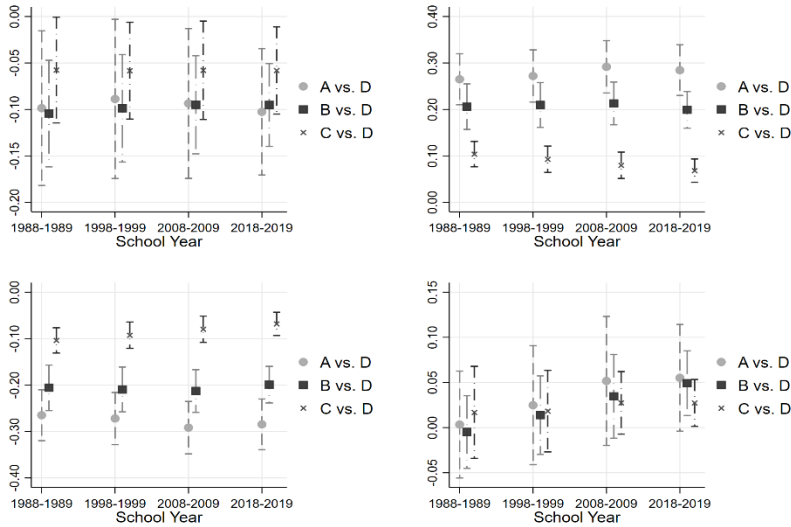 0.00
-0.05
-0.10
-0.15
-0.20
1988-1989 1998-1999 2008-2009 2018-2019
School Year
A vs. D
B vs. D
C vs. D
0.40
0.30
0.20
0.10
0.00
1988-1989 1998-1999 2008-2009 2018-2019
School Year
A vs. D
B vs. D
C vs. D
0.00
-0.10
-0.20
-0.30
-0.40
1988-1989 1998-1999 2008-2009 2018-2019
School Year
A vs. D
B vs. D
C vs. D
0.15
0.10
0.05
0.00
-0.05
1988-1989 1998-1999 2008-2009 2018-2019
School Year
A vs. D
B vs. D
C vs. D